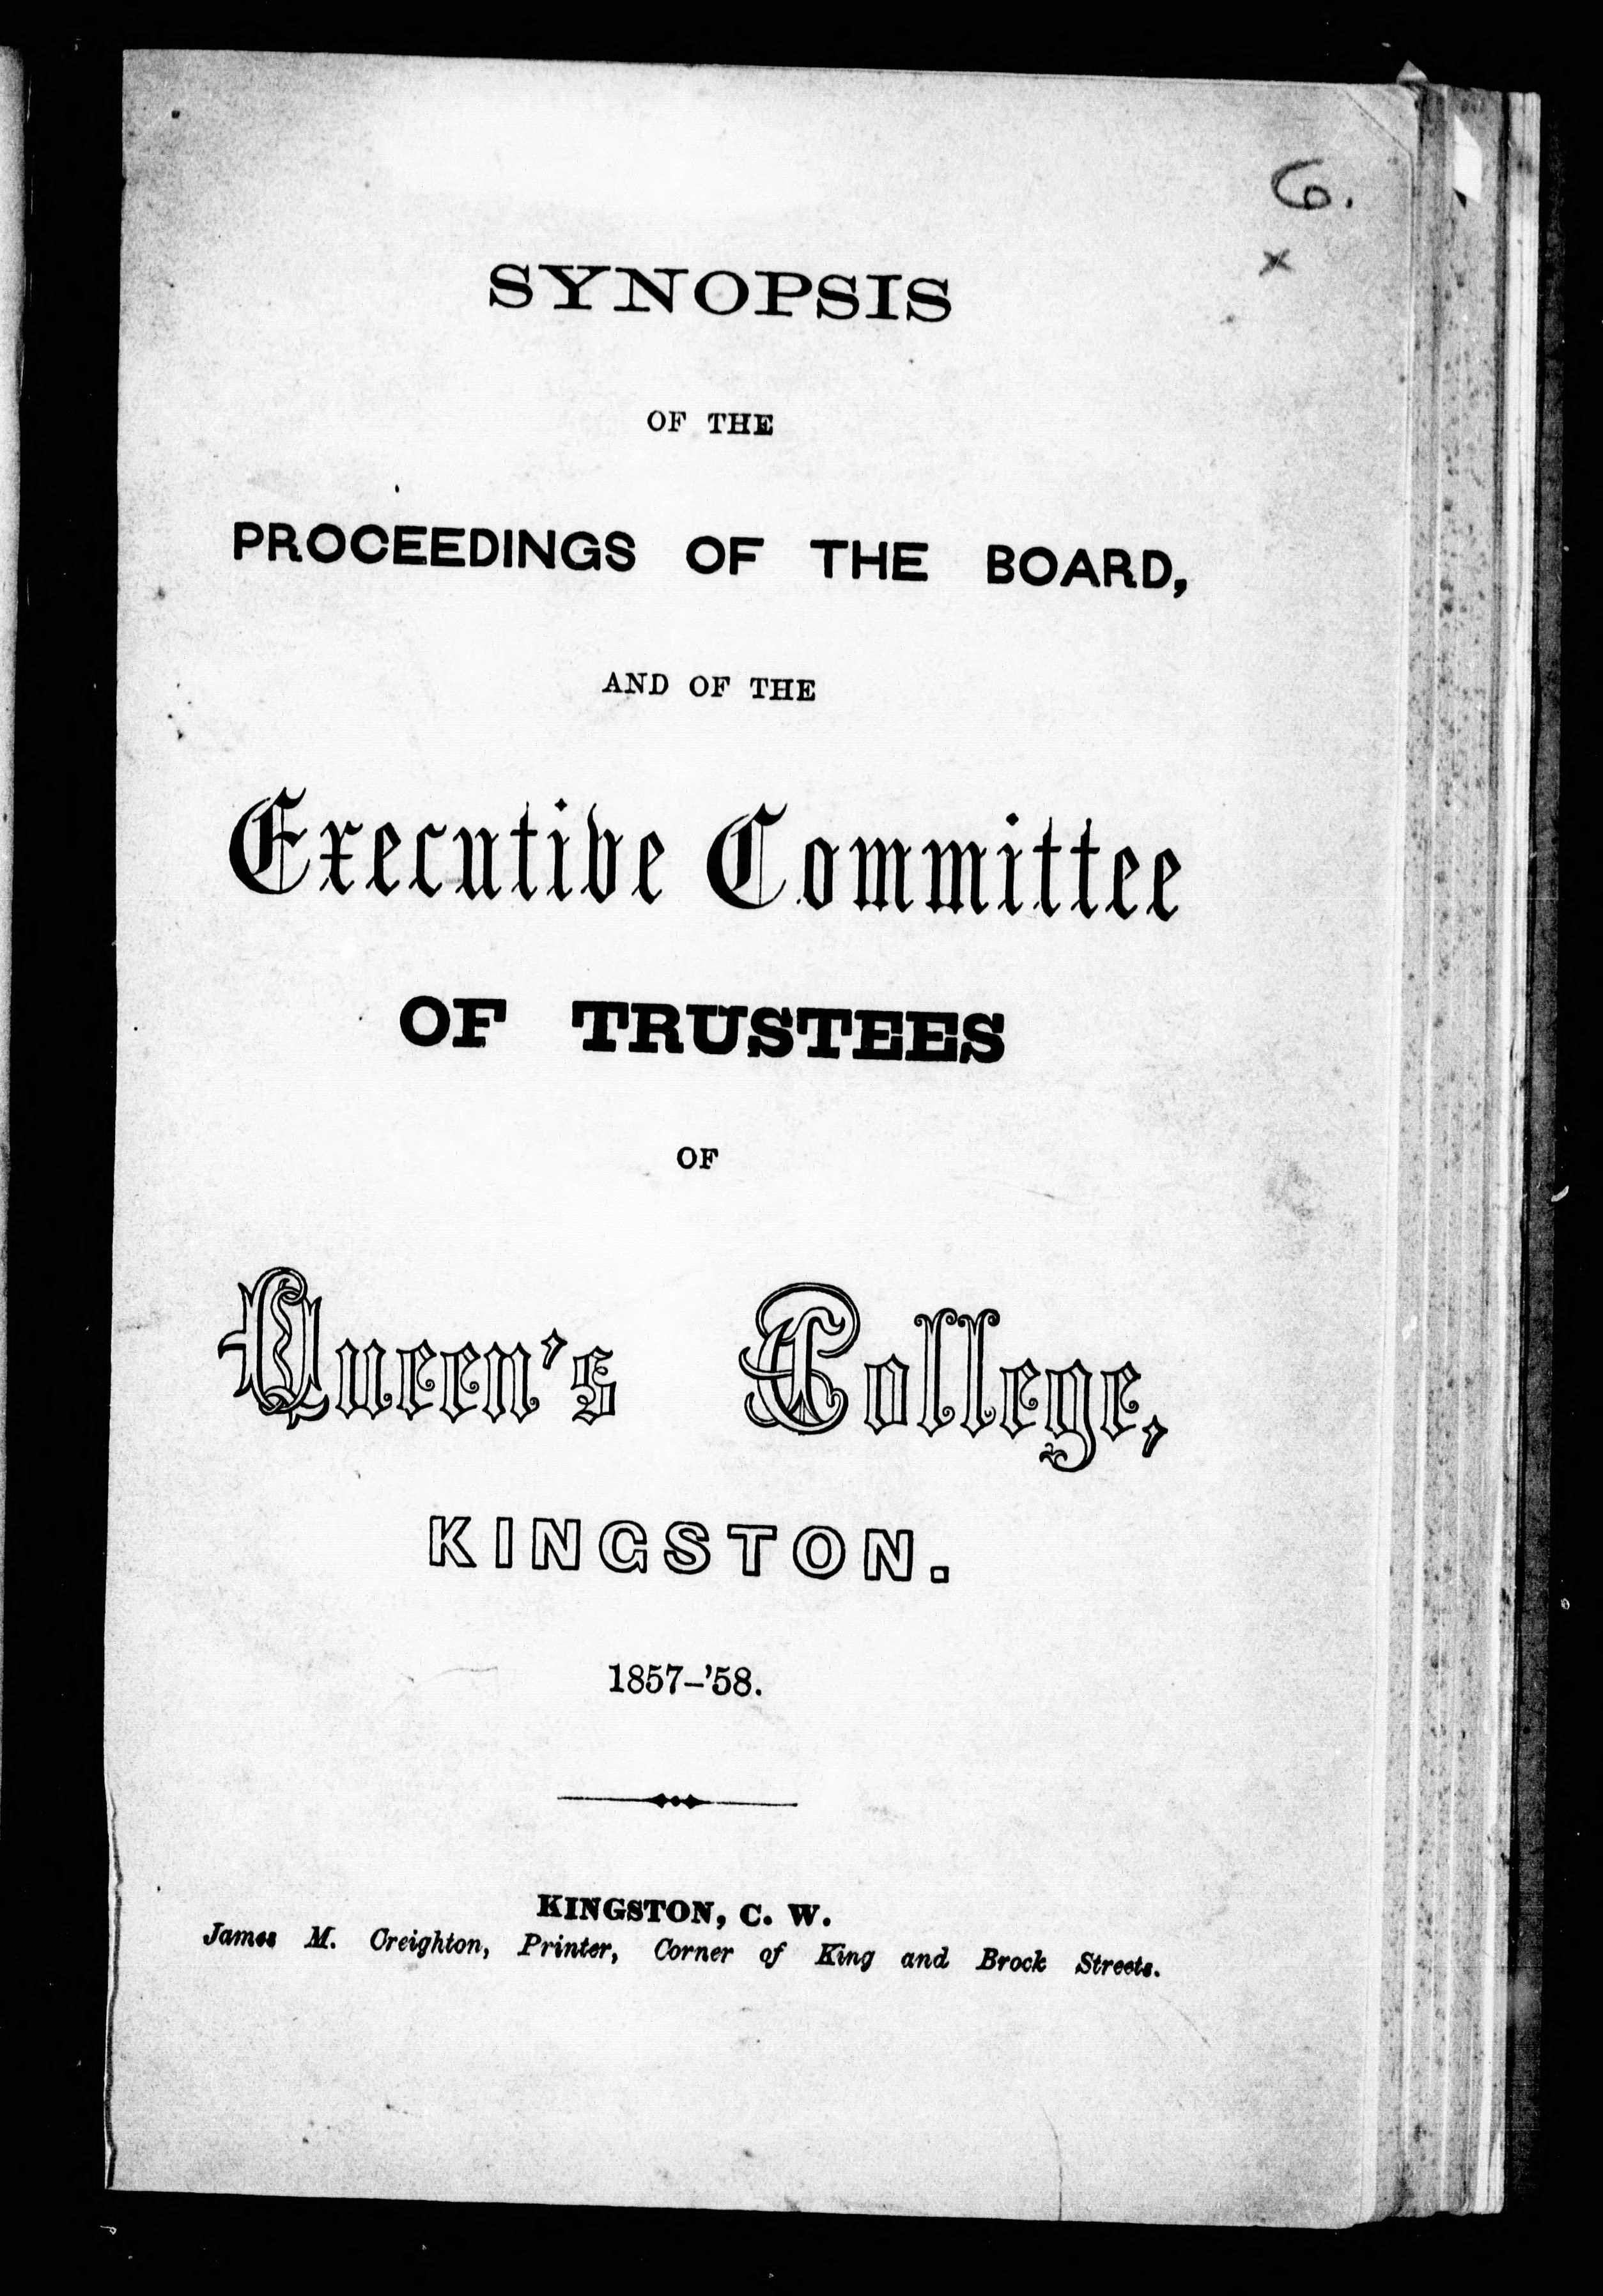 6.
x
SYNOPSIS
OF THE
PROCEEDINGS OF THE BOARD,
AND OF THE
Executive Committee
OF TRUSTEES
OF
Queen's College,
KINGSTON.
1857-'58.
KINGSTON, C. W.
James M. Creighton, Printer, Corner of King and Brock Streets.